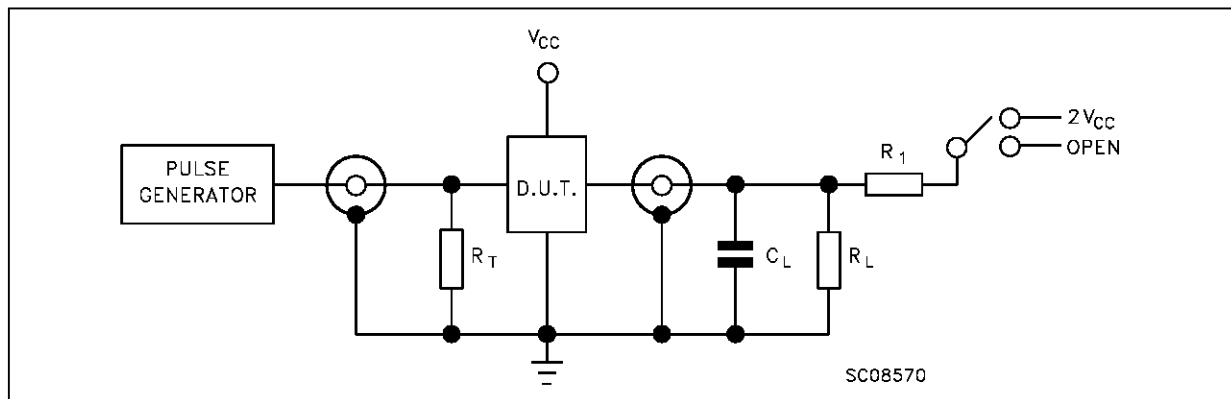 VCC
2VCC
OPEN
R1
PULSE
GENERATOR
D.U.T.
RT
CL
RL
SC08570